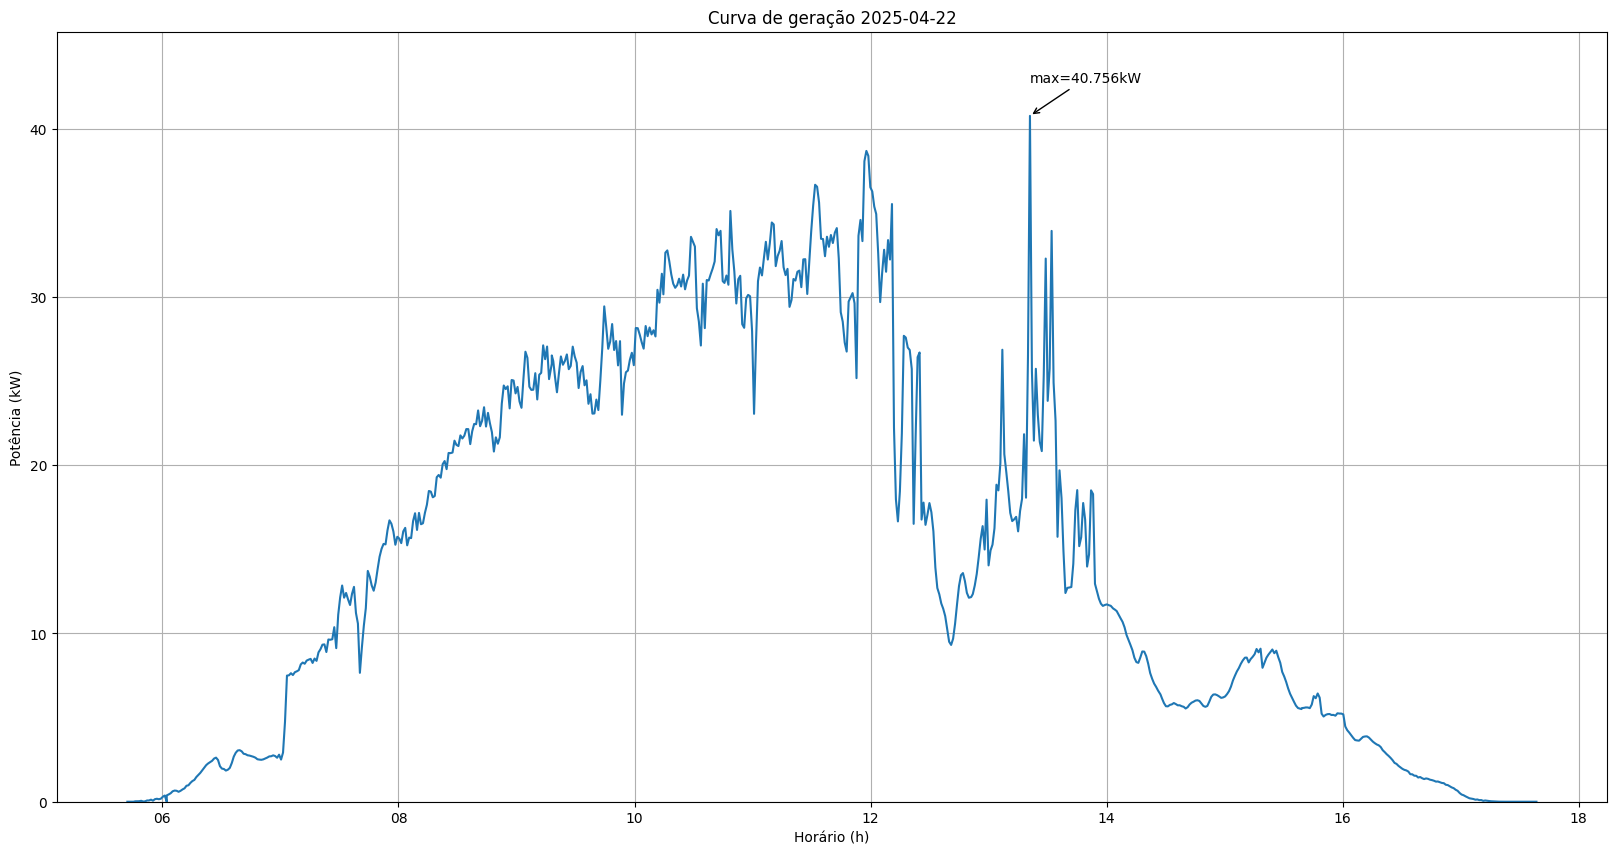 Curva de geração 2025-04-22
max=40.756kW
40
30
20
10
0
Potência (kW)
06 08 10 12 14 16 18
Horário (h)